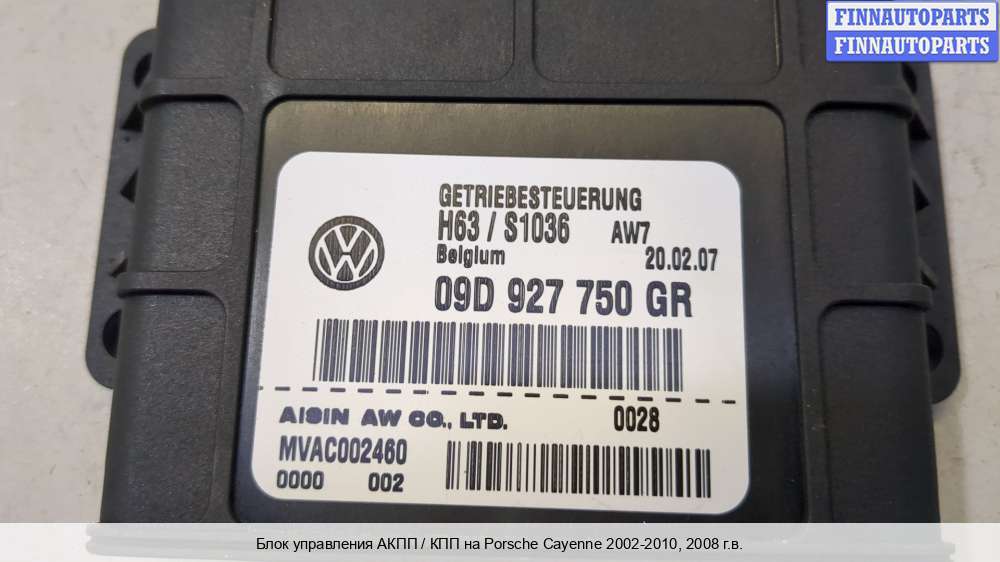 FINNAUTOPARTS
FINNAUTOPARTS
GETRIEBESTEUERUNG
H63 / S1036 AW7
Belgium 20.02.07
09D 927 750 GR
AISIN AW CO., LTD. 0028
MVAC002460
0000 002
Блок управления АКПП / КПП на Porsche Cayenne 2002-2010, 2008 г.в.